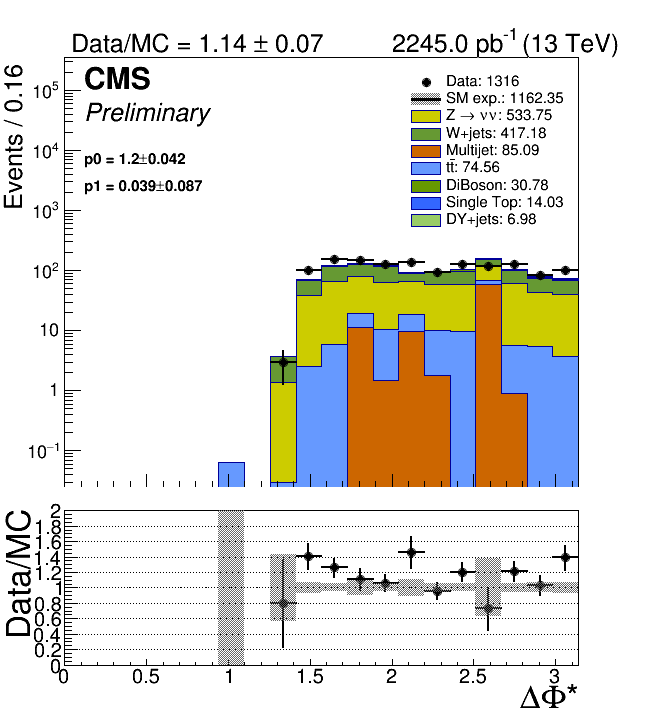 Data/MC = 1.14 ± 0.07 2245.0 pb⁻¹ (13 TeV)
CMS
Preliminary
p0 = 1.2±0.042
p1 = 0.039±0.087
Data: 1316
SM exp.: 1162.35
Z → νν: 533.75
W+jets: 417.18
Multijet: 85.09
tt̄: 74.56
DiBoson: 30.78
Single Top: 14.03
DY+jets: 6.98
Events / 0.16
10⁵
10⁴
10³
10²
10
1
10⁻¹
Data/MC
2
1.8
1.6
1.4
1.2
1
0.8
0.6
0.4
0.2
0
0 0.5 1 1.5 2 2.5 3
ΔΦ*